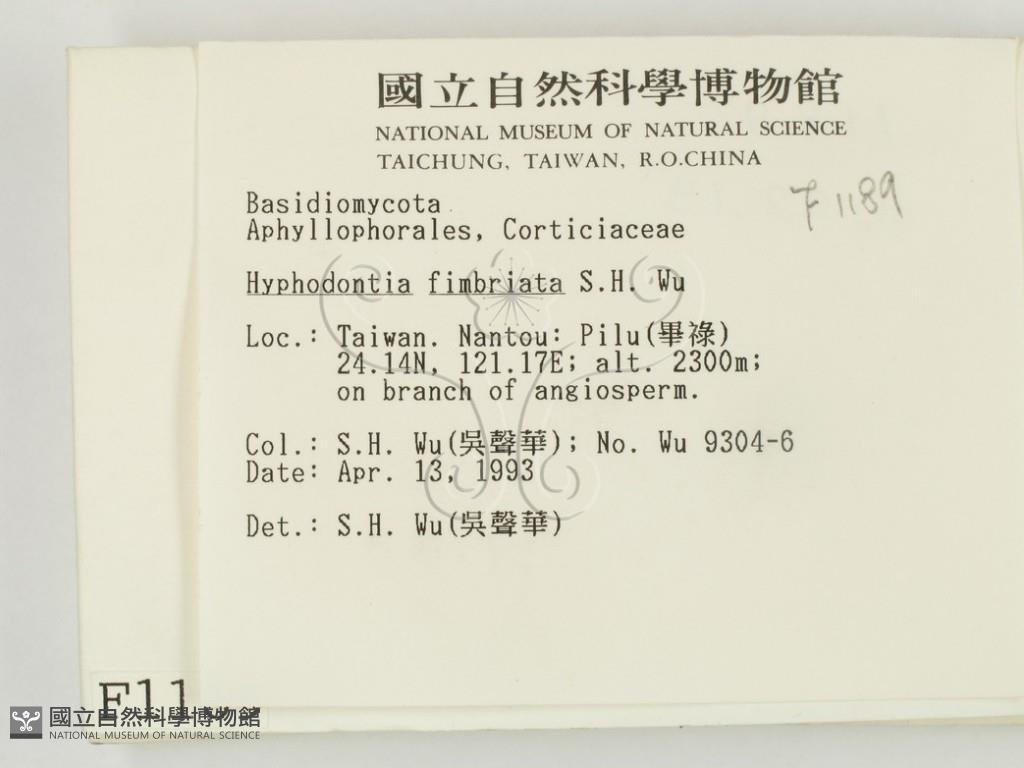 國立自然科學博物館
NATIONAL MUSEUM OF NATURAL SCIENCE
TAICHUNG, TAIWAN, R.O.CHINA
F 1189
Basidiomycota
Aphyllophorales, Corticiaceae
Hyphodontia fimbriata S.H. Wu
Loc.: Taiwan. Nantou: Pilu(畢祿)
24.14N, 121.17E; alt. 2300m;
on branch of angiosperm.
Col.: S.H. Wu(吳聲華); No. Wu 9304-6
Date: Apr. 13, 1993
Det.: S.H. Wu(吳聲華)
F11
國立自然科學博物館
NATIONAL MUSEUM OF NATURAL SCIENCE